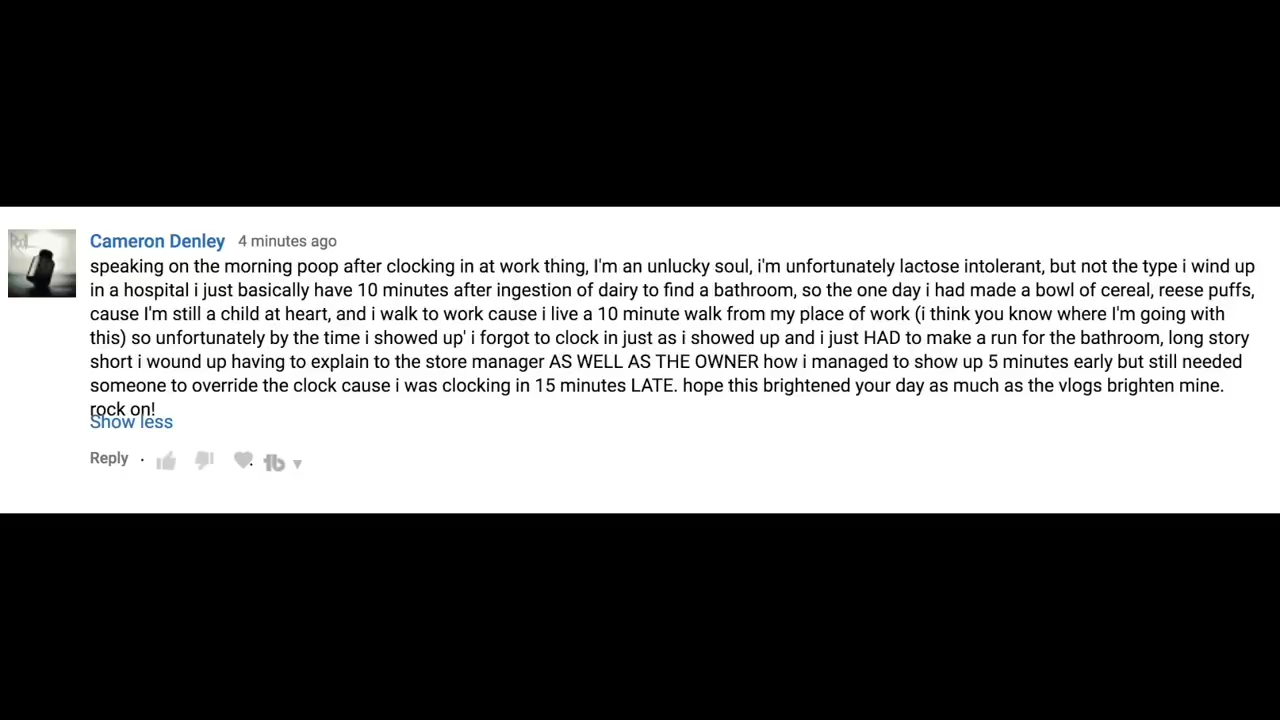 Cameron Denley 4 minutes ago
speaking on the morning poop after clocking in at work thing, I'm an unlucky soul, i'm unfortunately lactose intolerant, but not the type i wind up
in a hospital i just basically have 10 minutes after ingestion of dairy to find a bathroom, so the one day i had made a bowl of cereal, reese puffs,
cause I'm still a child at heart, and i walk to work cause i live a 10 minute walk from my place of work (i think you know where I'm going with
this) so unfortunately by the time i showed up' i forgot to clock in just as i showed up and i just HAD to make a run for the bathroom, long story
short i wound up having to explain to the store manager AS WELL AS THE OWNER how i managed to show up 5 minutes early but still needed
someone to override the clock cause i was clocking in 15 minutes LATE. hope this brightened your day as much as the vlogs brighten mine.
rock on!
Show less
Reply